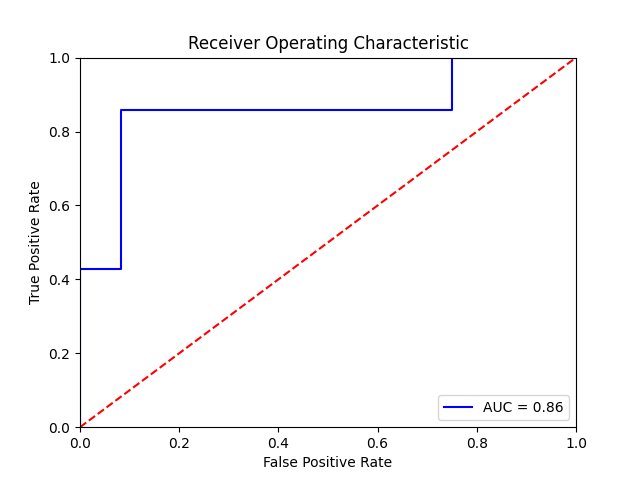 Receiver Operating Characteristic
True Positive Rate
1.0
0.8
0.6
0.4
0.2
0.0
AUC = 0.86
0.0 0.2 0.4 0.6 0.8 1.0
False Positive Rate